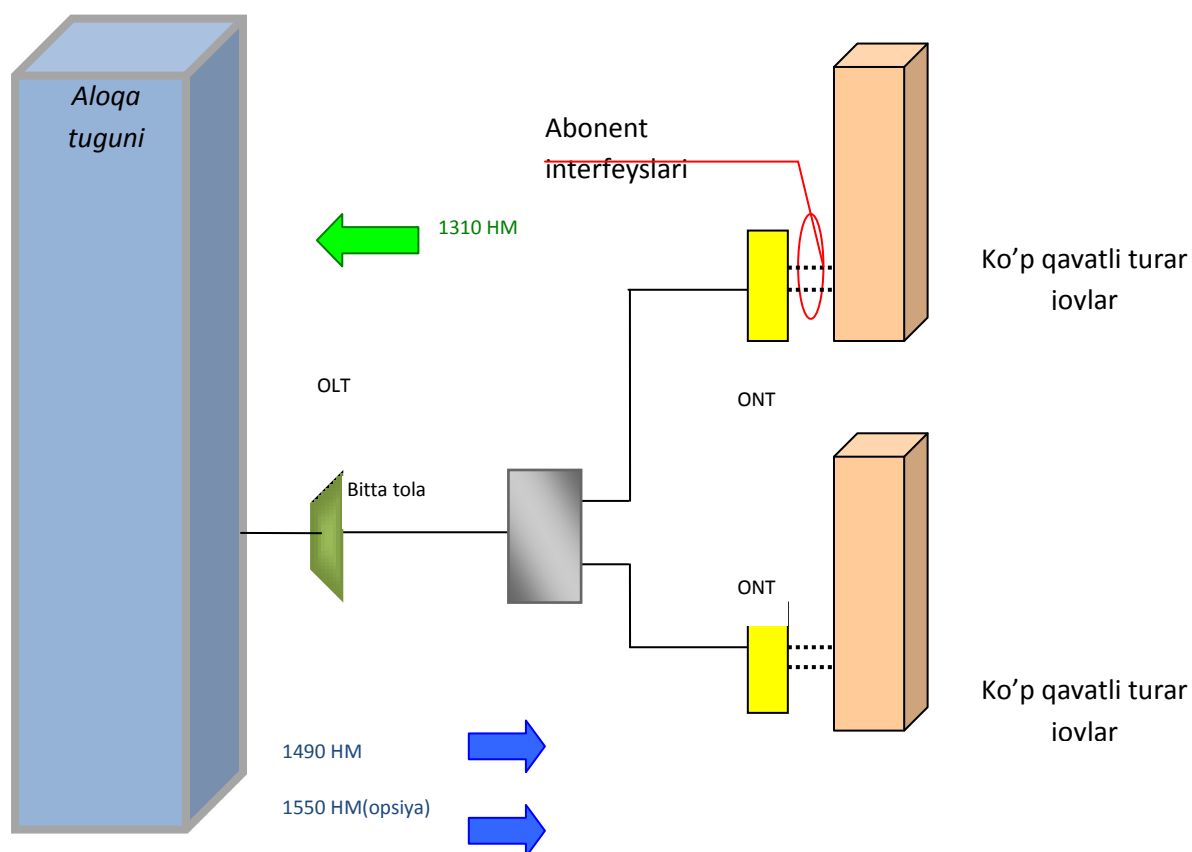 Aloqa
tuguni
Abonent
interfeyslari
1310 HM
Ko'p qavatli turar
iovlar
OLT
ONT
Bitta tola
ONT
Ko'p qavatli turar
iovlar
1490 HM
1550 HM(opsiya)